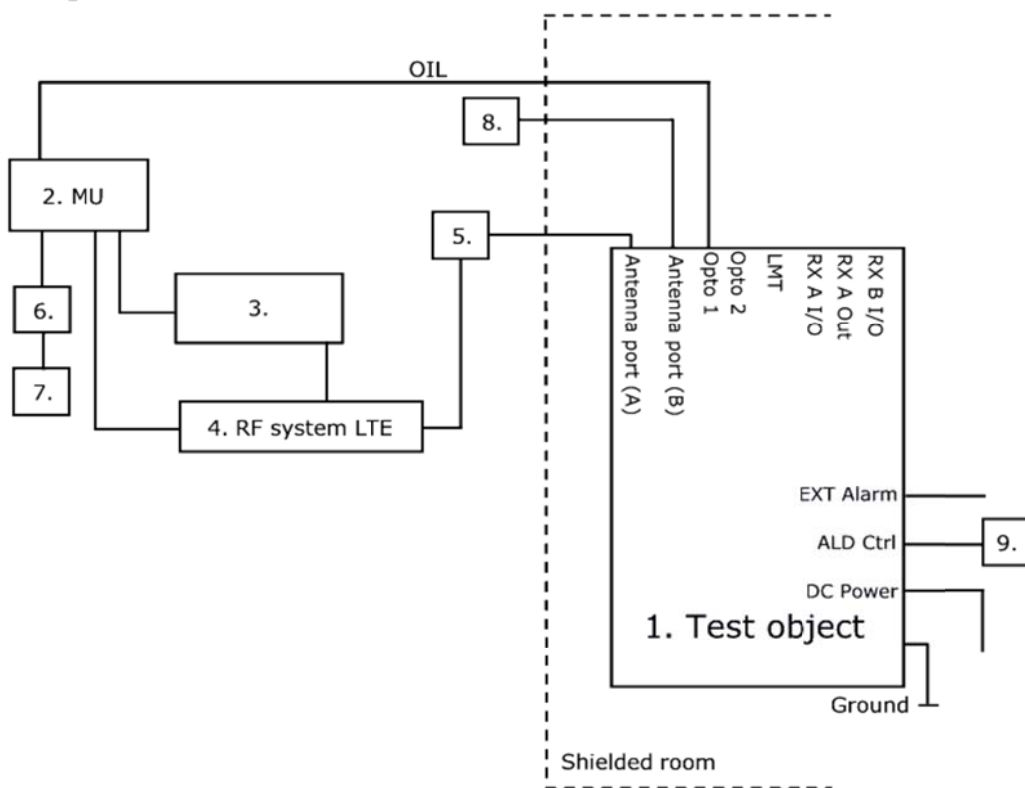 OIL
8.
2. MU
5.
3.
6.
7.
4. RF system LTE
Antenna port (A)
Antenna port (B)
Opto 1
Opto 2
LMT
RX A I/O
RX A Out
RX B I/O
EXT Alarm
ALD Ctrl
9.
DC Power
1. Test object
Ground
Shielded room